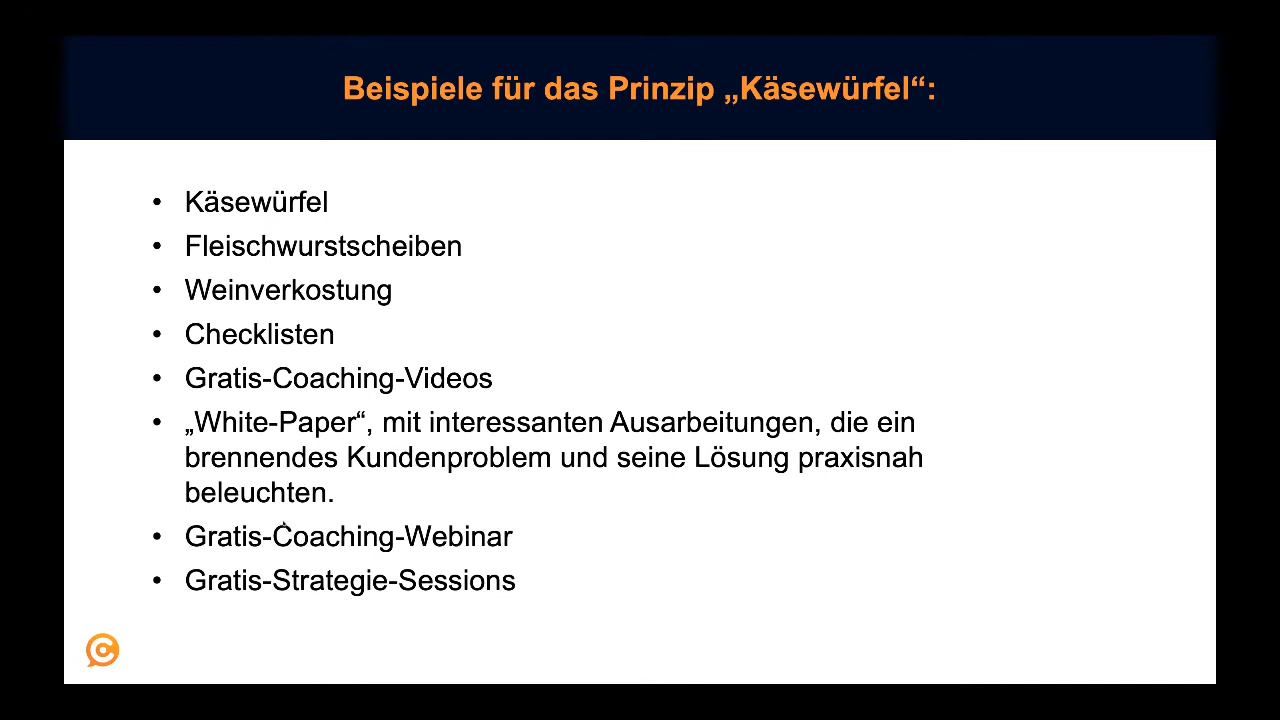 Beispiele für das Prinzip „Käsewürfel“:
• Käsewürfel
• Fleischwurstscheiben
• Weinverkostung
• Checklisten
• Gratis-Coaching-Videos
• „White-Paper“, mit interessanten Ausarbeitungen, die ein
brennendes Kundenproblem und seine Lösung praxisnah
beleuchten.
• Gratis-Coaching-Webinar
• Gratis-Strategie-Sessions